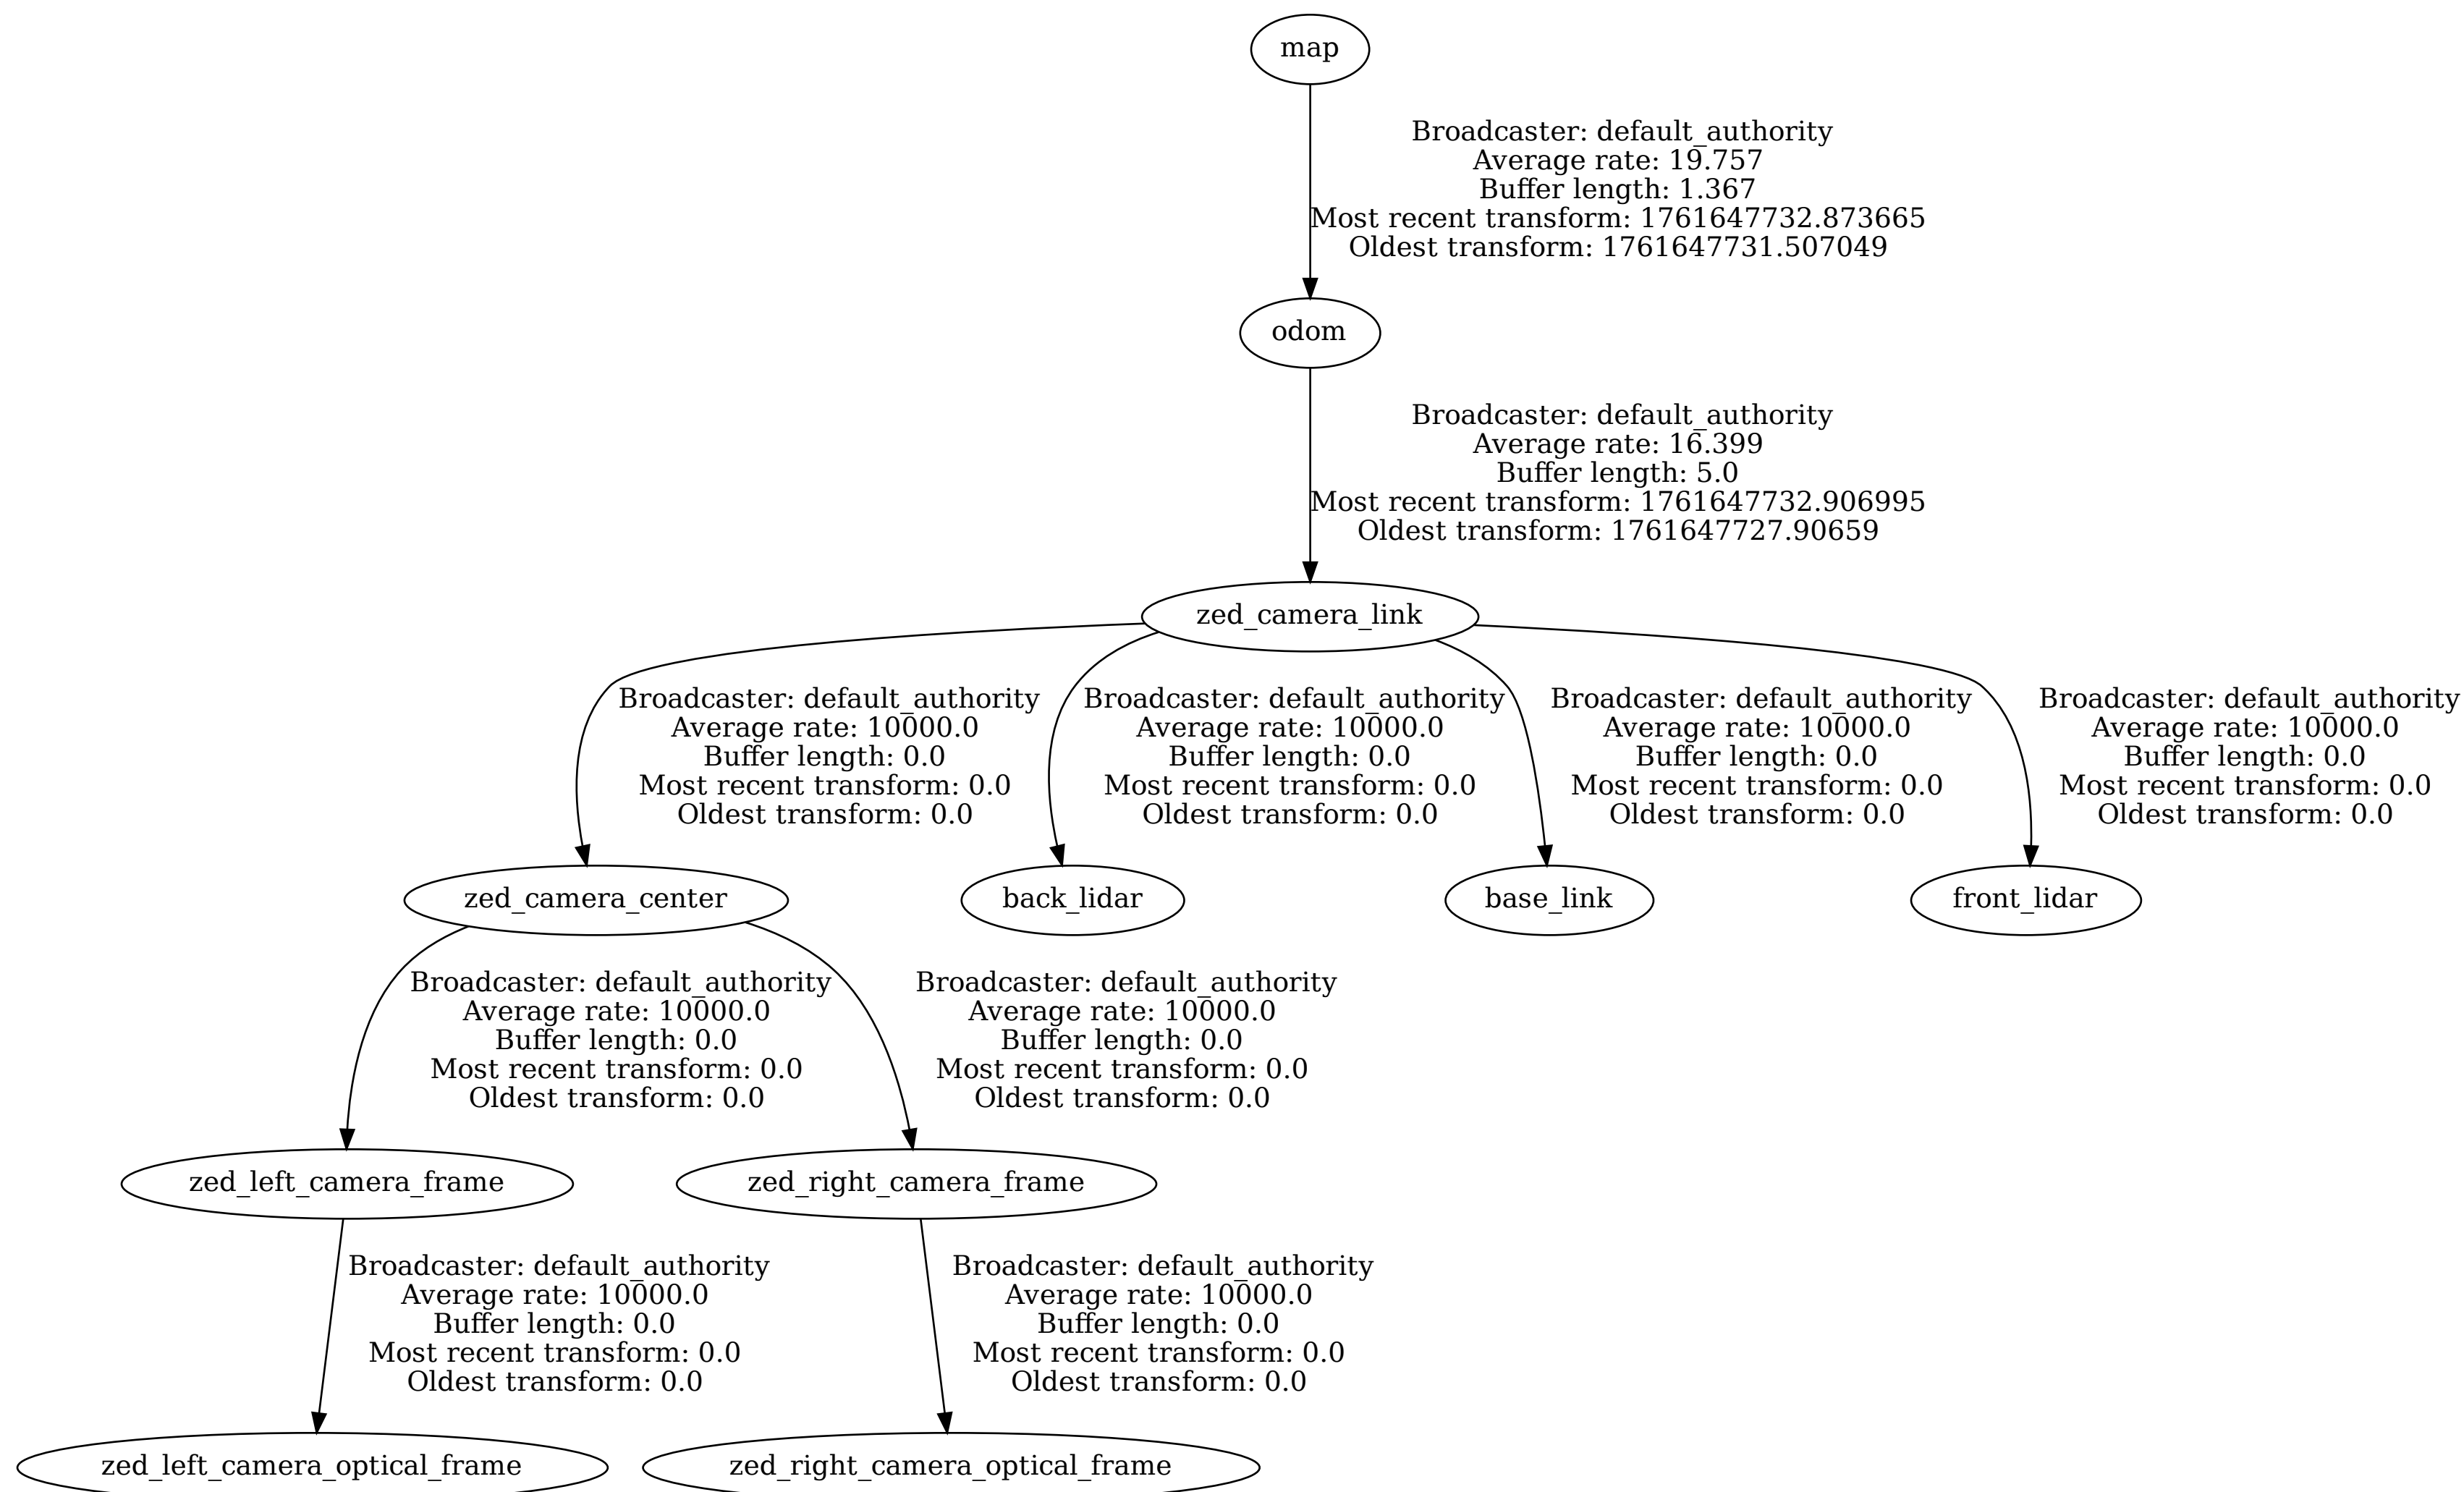 map
Broadcaster: default_authority
Average rate: 19.757
Buffer length: 1.367
Most recent transform: 1761647732.873665
Oldest transform: 1761647731.507049
odom
Broadcaster: default_authority
Average rate: 16.399
Buffer length: 5.0
Most recent transform: 1761647732.906995
Oldest transform: 1761647727.90659
zed_camera_link
Broadcaster: default_authority
Average rate: 10000.0
Buffer length: 0.0
Most recent transform: 0.0
Oldest transform: 0.0
Broadcaster: default_authority
Average rate: 10000.0
Buffer length: 0.0
Most recent transform: 0.0
Oldest transform: 0.0
Broadcaster: default_authority
Average rate: 10000.0
Buffer length: 0.0
Most recent transform: 0.0
Oldest transform: 0.0
Broadcaster: default_authority
Average rate: 10000.0
Buffer length: 0.0
Most recent transform: 0.0
Oldest transform: 0.0
zed_camera_center
back_lidar
base_link
front_lidar
Broadcaster: default_authority
Average rate: 10000.0
Buffer length: 0.0
Most recent transform: 0.0
Oldest transform: 0.0
Broadcaster: default_authority
Average rate: 10000.0
Buffer length: 0.0
Most recent transform: 0.0
Oldest transform: 0.0
zed_left_camera_frame
zed_right_camera_frame
Broadcaster: default_authority
Average rate: 10000.0
Buffer length: 0.0
Most recent transform: 0.0
Oldest transform: 0.0
Broadcaster: default_authority
Average rate: 10000.0
Buffer length: 0.0
Most recent transform: 0.0
Oldest transform: 0.0
zed_left_camera_optical_frame
zed_right_camera_optical_frame